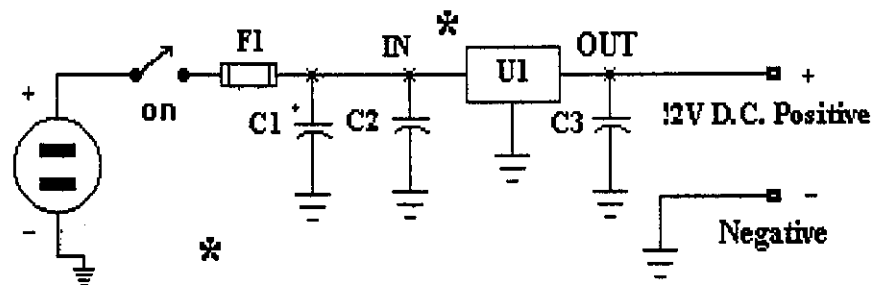 *
F1
IN
OUT
U1
+
+
on
C1
+
C2
C3
!2V D.C. Positive
-
-
*
Negative